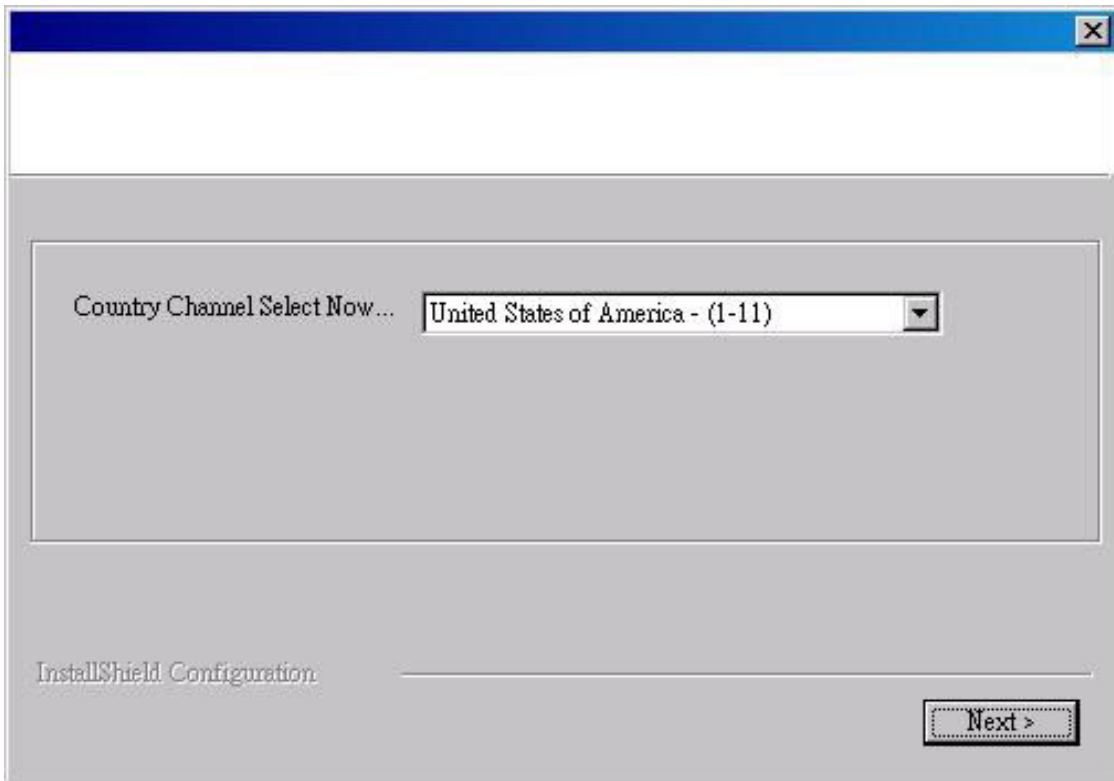 Country Channel Select Now...
United States of America - (1-11)
InstallShield Configuration
Next >